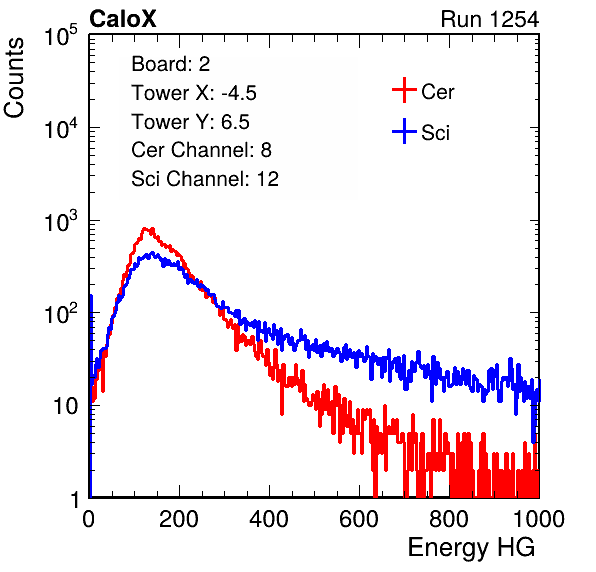 CaloX Run 1254
Counts
10^5
Board: 2
Tower X: -4.5
Tower Y: 6.5
Cer Channel: 8
Sci Channel: 12
Cer
Sci
10^4
10^3
10^2
10
1
0 200 400 600 800 1000
Energy HG